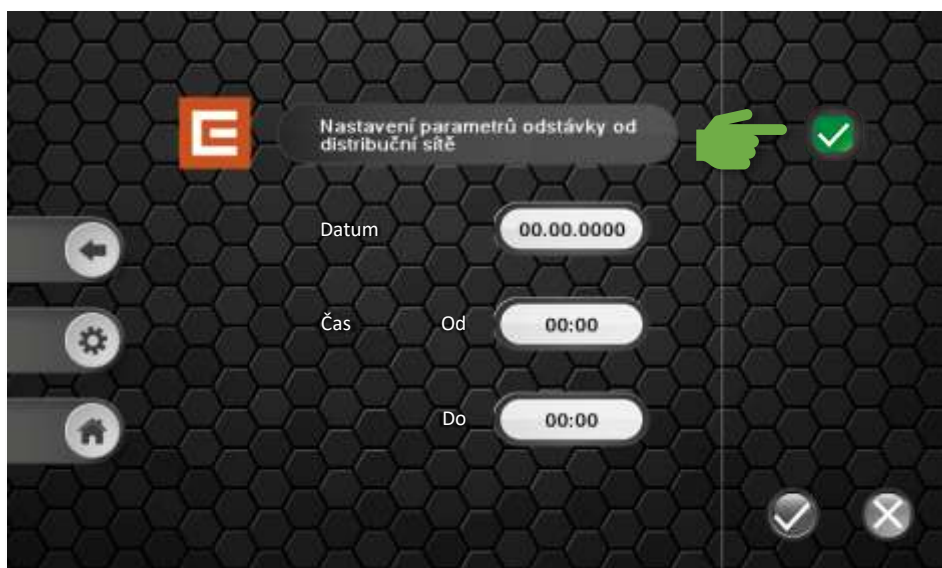 Nastavení parametrů odstávky od
distribuční sítě
Datum
00.00.0000
Čas
Od
00:00
Do
00:00